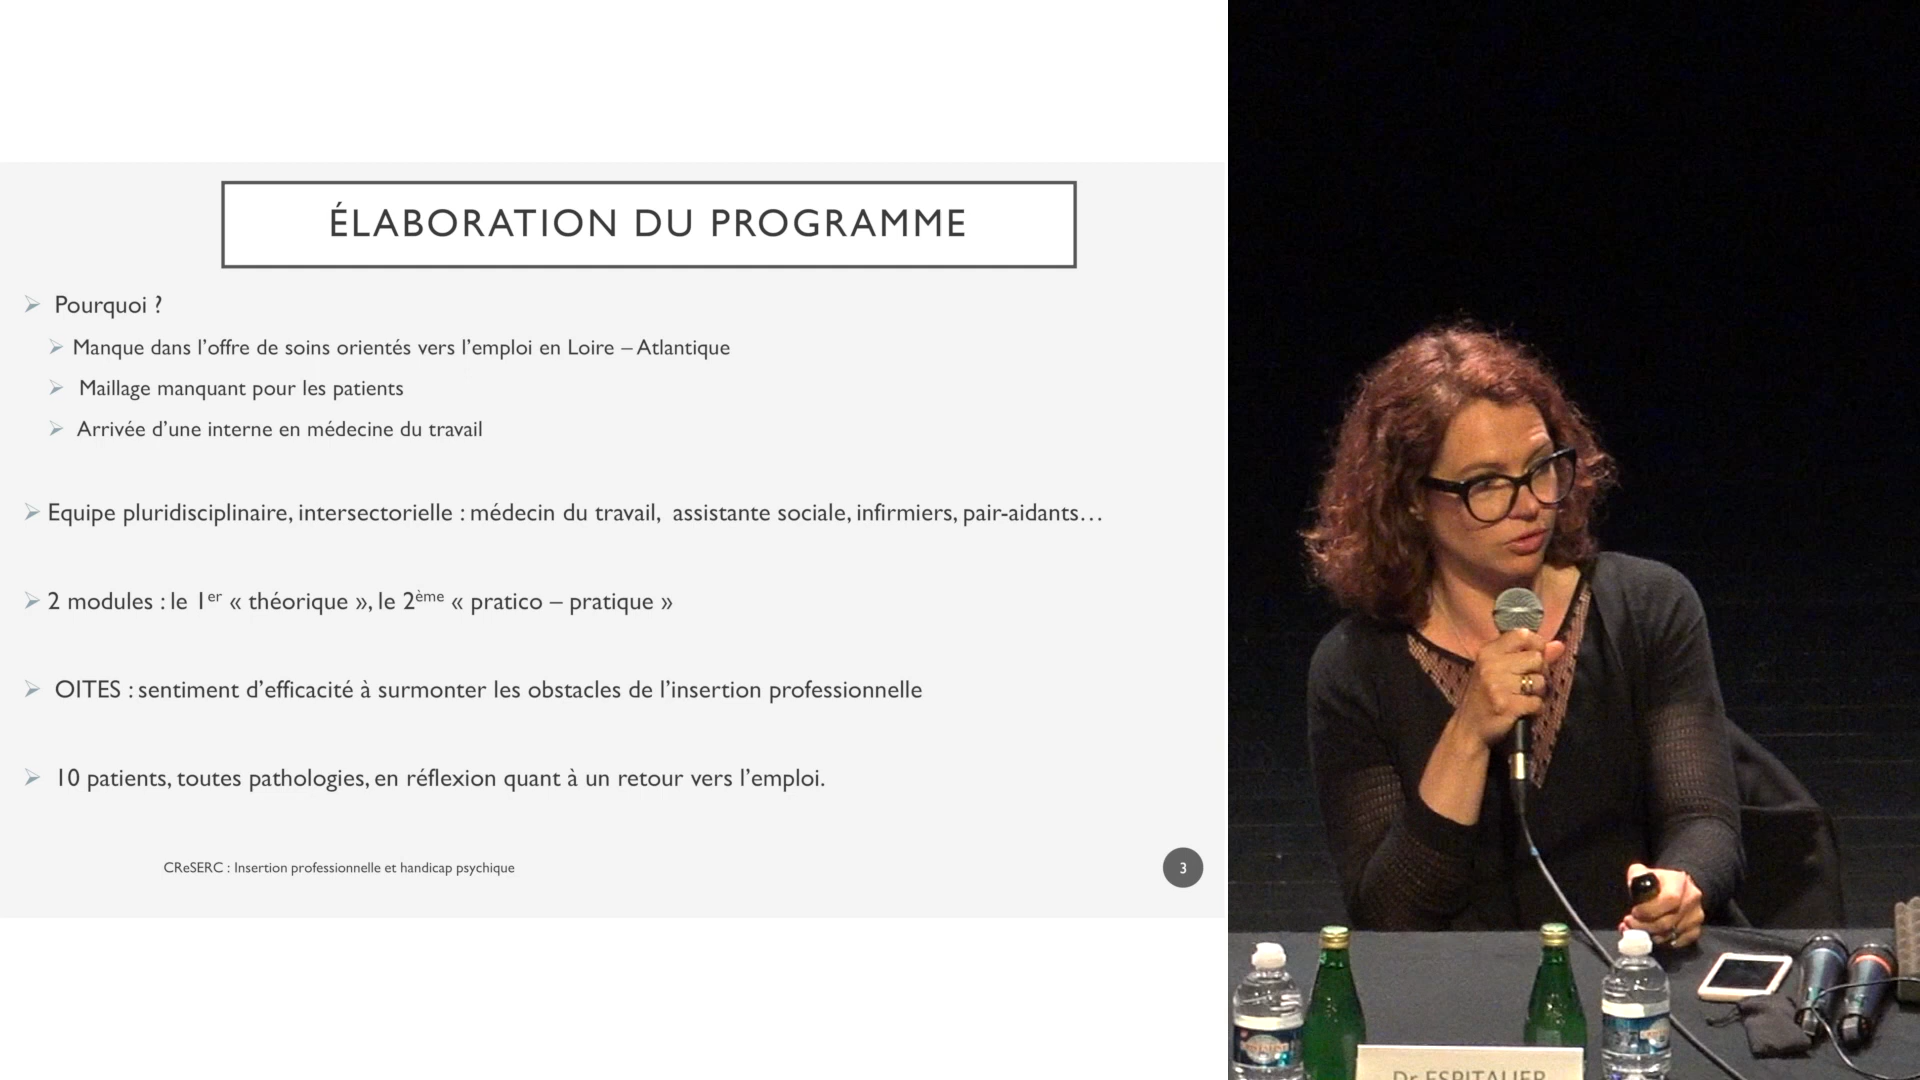 ÉLABORATION DU PROGRAMME
Pourquoi ?
Manque dans l’offre de soins orientés vers l’emploi en Loire – Atlantique
Maillage manquant pour les patients
Arrivée d’une interne en médecine du travail
Equipe pluridisciplinaire, intersectorielle : médecin du travail, assistante sociale, infirmiers, pair-aidants…
2 modules : le 1er « théorique », le 2ème « pratico – pratique »
OITES : sentiment d’efficacité à surmonter les obstacles de l’insertion professionnelle
10 patients, toutes pathologies, en réflexion quant à un retour vers l’emploi.
CReSERC : Insertion professionnelle et handicap psychique
3
Dr ESPITALIER